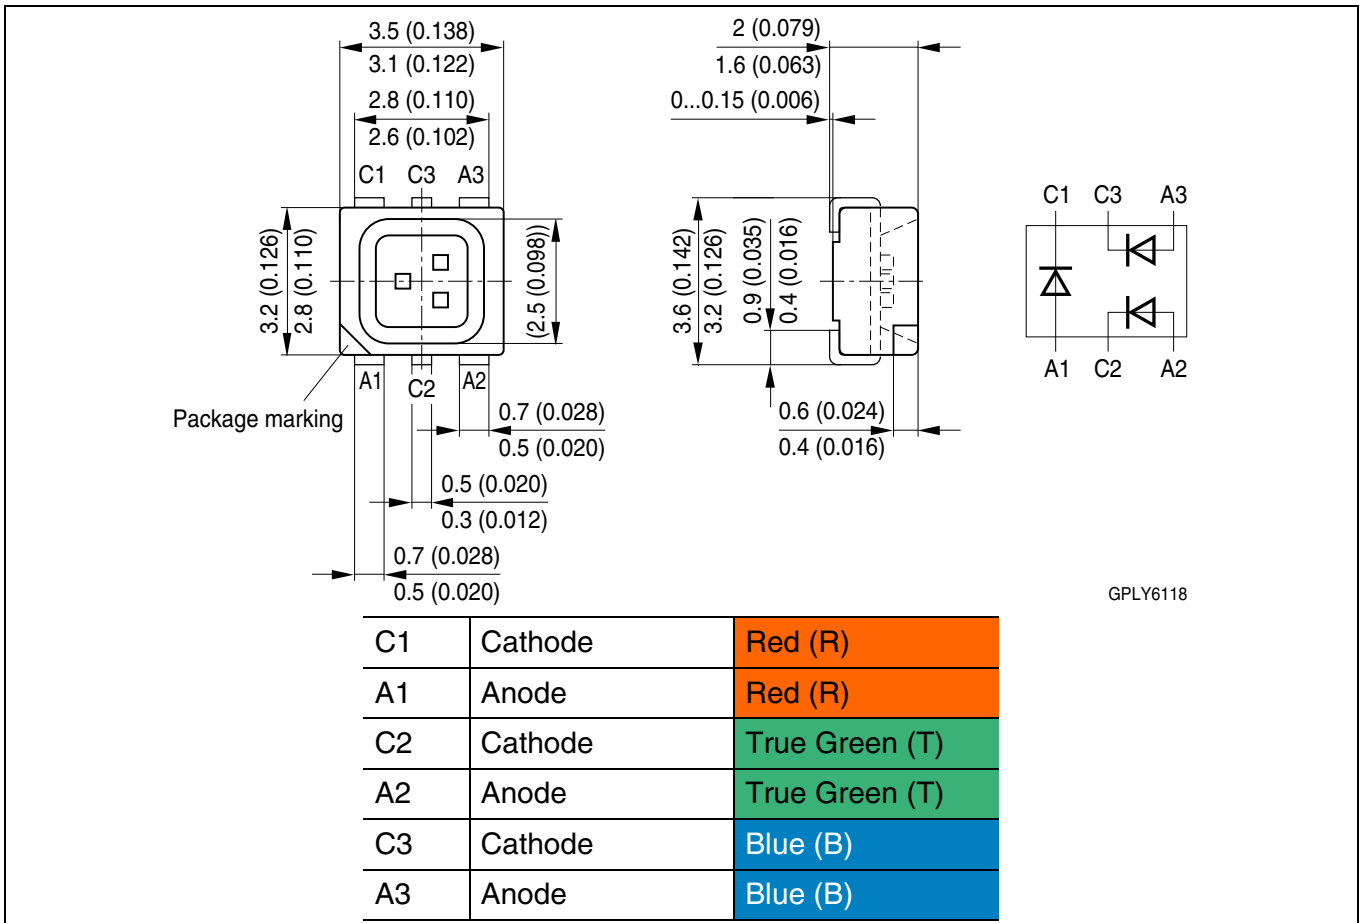 3.5 (0.138)
3.1 (0.122)
2.8 (0.110)
2.6 (0.102)
C1 C3 A3
3.2 (0.126)
2.8 (0.110)
(2.5 (0.098))
A1 C2 A2
Package marking
0.7 (0.028)
0.5 (0.020)
0.5 (0.020)
0.3 (0.012)
0.7 (0.028)
0.5 (0.020)
2 (0.079)
1.6 (0.063)
0...0.15 (0.006)
3.6 (0.142)
3.2 (0.126)
0.9 (0.035)
0.4 (0.016)
0.6 (0.024)
0.4 (0.016)
C1 C3 A3
A1 C2 A2
GPLY6118
C1 Cathode Red (R)
A1 Anode Red (R)
C2 Cathode True Green (T)
A2 Anode True Green (T)
C3 Cathode Blue (B)
A3 Anode Blue (B)